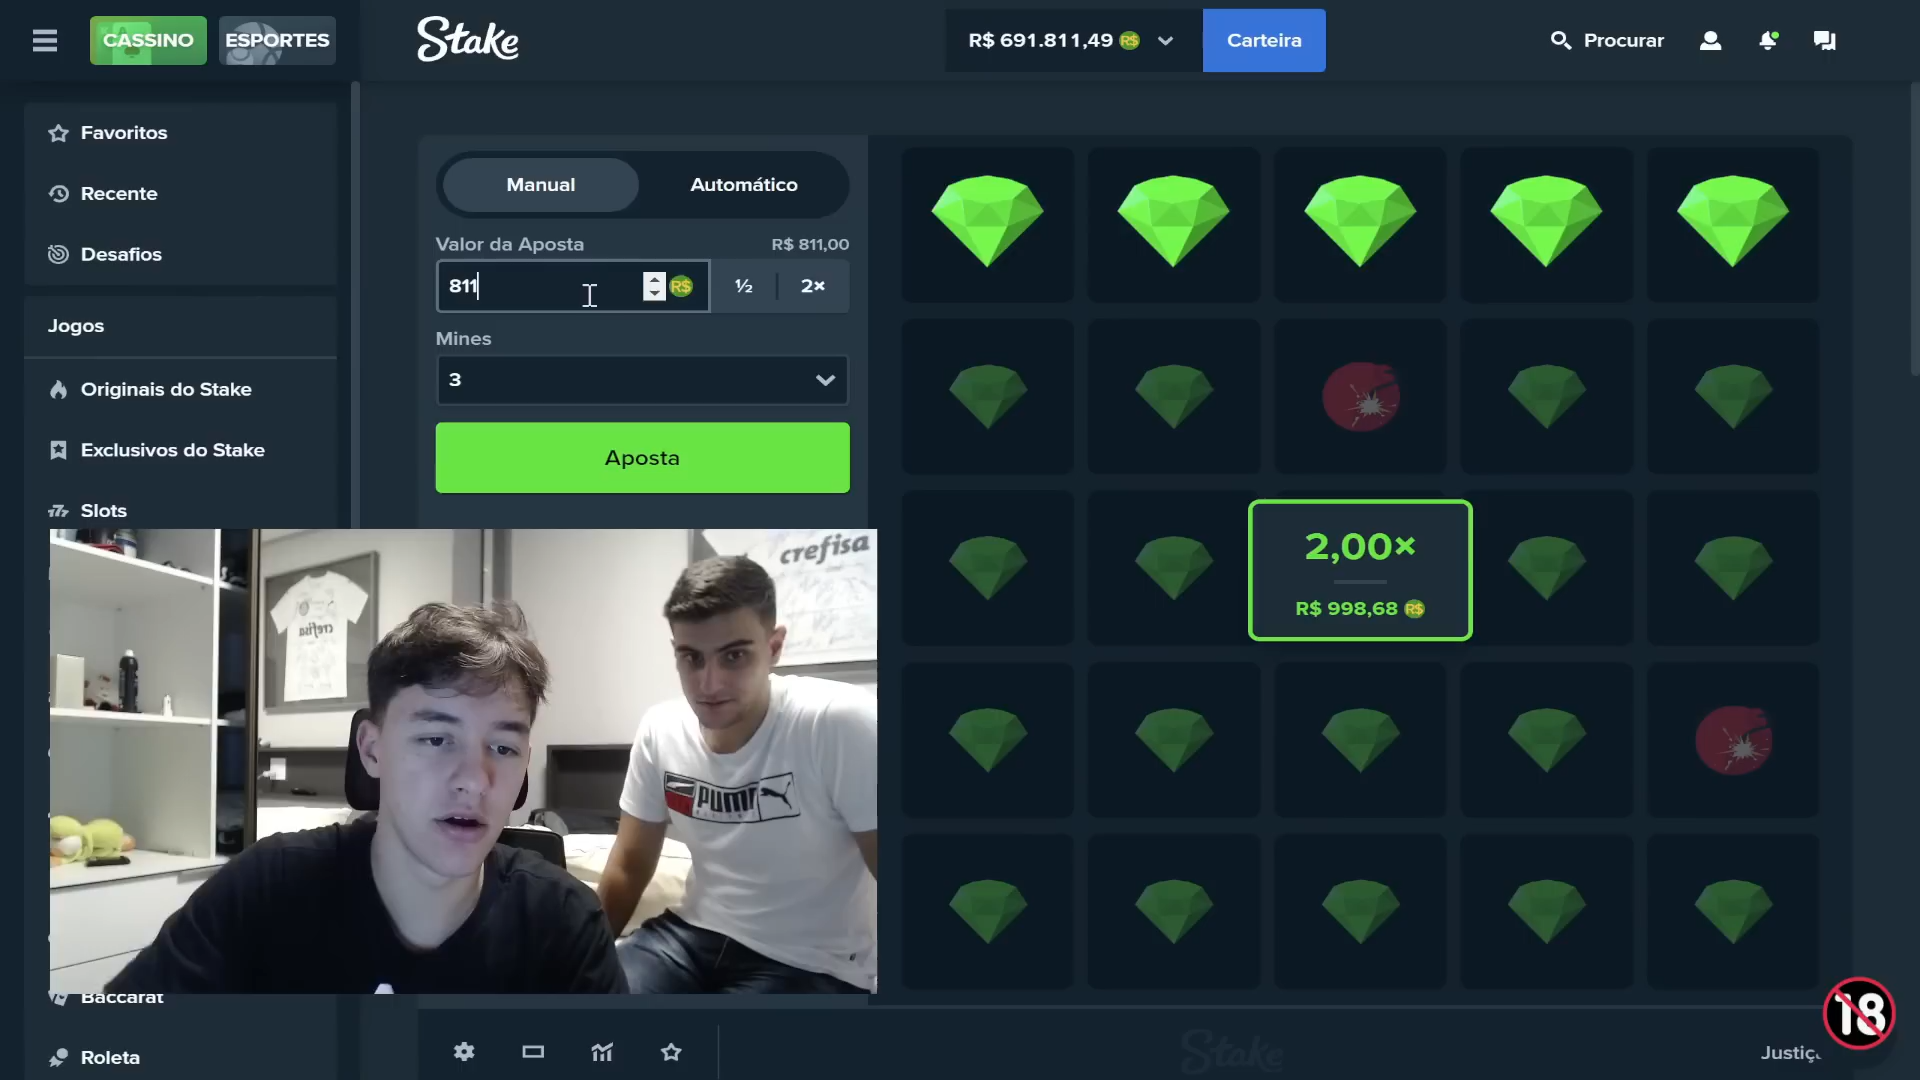 CASSINO
ESPORTES
Stake
R$ 691.811,49 R$
Carteira
Procurar
Favoritos
Recente
Desafios
Jogos
Originais do Stake
Exclusivos do Stake
Slots
Baccarat
Roleta
Manual
Automático
Valor da Aposta
R$ 811,00
811
R$
½
2×
Mines
3
Aposta
2,00×
R$ 998,68 R$
crefisa
crefisa
PUMA
Stake
18